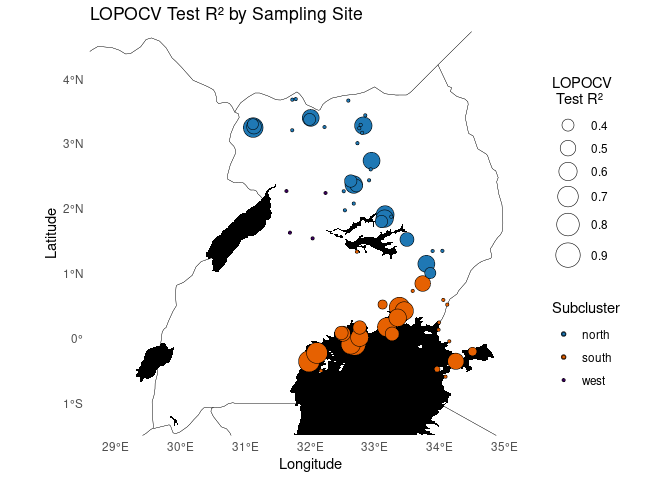 LOPOCV Test R² by Sampling Site
4°N
3°N
2°N
1°N
0°
1°S
Latitude
29°E 30°E 31°E 32°E 33°E 34°E 35°E
Longitude
LOPOCV
Test R²
0.4
0.5
0.6
0.7
0.8
0.9
Subcluster
north
south
west